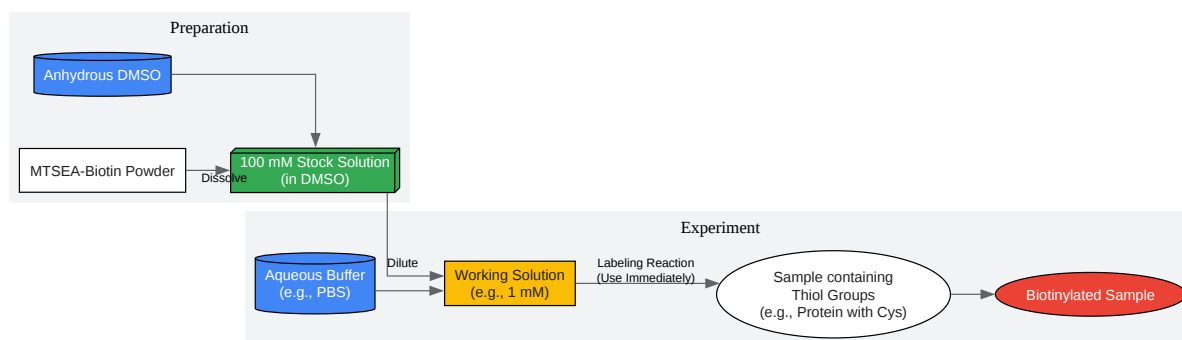 Preparation
Anhydrous DMSO
MTSEA-Biotin Powder
Dissolve
100 mM Stock Solution
(in DMSO)
Experiment
Aqueous Buffer
(e.g., PBS)
Dilute
Working Solution
(e.g., 1 mM)
Labeling Reaction
(Use Immediately)
Sample containing
Thiol Groups
(e.g., Protein with Cys)
Biotinylated Sample